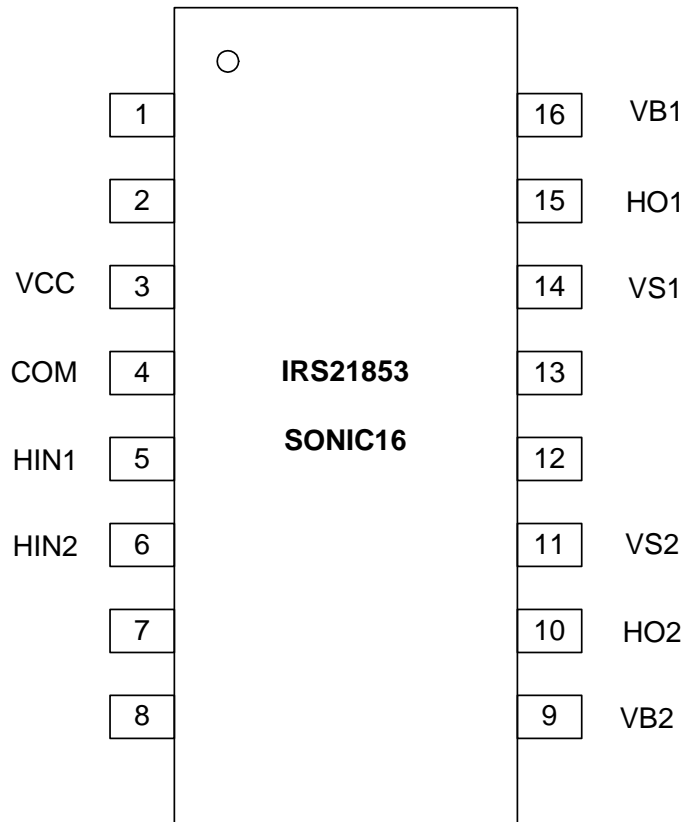 1 16 VB1
2 15 HO1
VCC 3 14 VS1
COM 4 IRS21853 13
SONIC16
HIN1 5 12
HIN2 6 11 VS2
7 10 HO2
8 9 VB2